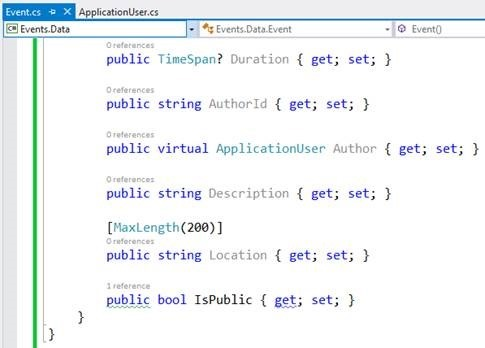 Event.cs ApplicationUser.cs
Events.Data Events.Data.Event Event()
0 references
public TimeSpan? Duration { get; set; }
0 references
public string AuthorId { get; set; }
0 references
public virtual ApplicationUser Author { get; set; }
0 references
public string Description { get; set; }
[MaxLength(200)]
0 references
public string Location { get; set; }
1 reference
public bool IsPublic { get; set; }
}
}